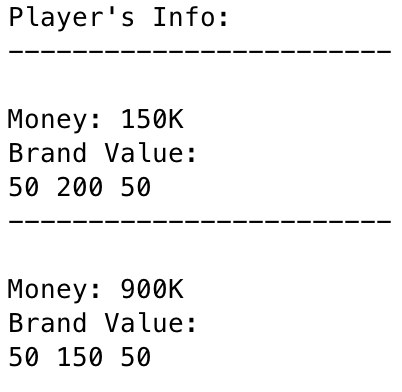 Player's Info:
------------------------
Money: 150K
Brand Value:
50 200 50
------------------------
Money: 900K
Brand Value:
50 150 50